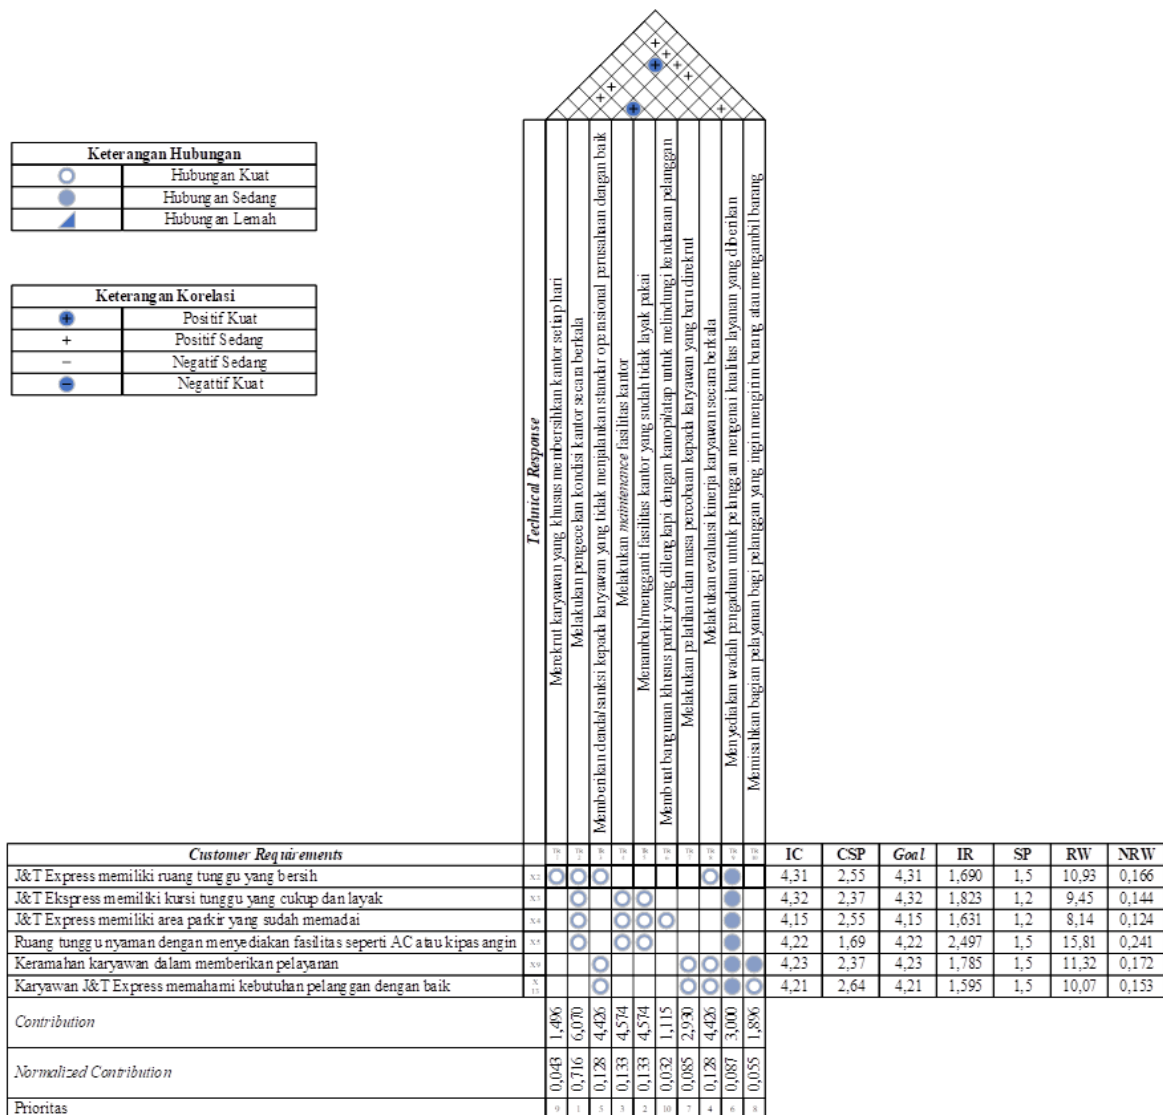 Keterangan Hubungan
Hubungan Kuat
Hubungan Sedang
Hubungan Lemah
Keterangan Korelasi
+ Positif Kuat
+ Positif Sedang
− Negatif Sedang
− Negattif Kuat
Technical Response
Merekrut karyawan yang khusus membersihkan kantor setiap hari
Melakukan pengecekan kondisi kantor secara berkala
Memberikan denda/sanksi kepada karyawan yang tidak menjalankan standar operasional perusahaan dengan baik
Melakukan maintenance fasilitas kantor
Menambah/mengganti fasilitas kantor yang sudah tidak layak pakai
Membuat bangunan khusus parkir yang dilengkapi dengan kanopi/atap untuk melindungi kendaraan pelanggan
Melakukan pelatihan dan masa percobaan kepada karyawan yang baru direkrut
Melakukan evaluasi kinerja karyawan secara berkala
Menyediakan wadah pengaduan untuk pelanggan mengenai kualitas layanan yang diberikan
Memisahkan bagian pelayanan bagi pelanggan yang ingin mengirim barang atau mengambil barang
Customer Requirements IC CSP Goal IR SP RW NRW
J&T Express memiliki ruang tunggu yang bersih X2 4,31 2,55 4,31 1,690 1,5 10,93 0,166
J&T Ekspress memiliki kursi tunggu yang cukup dan layak X3 4,32 2,37 4,32 1,823 1,2 9,45 0,144
J&T Express memiliki area parkir yang sudah memadai X4 4,15 2,55 4,15 1,631 1,2 8,14 0,124
Ruang tunggu nyaman dengan menyediakan fasilitas seperti AC atau kipas angin 4,22 1,69 4,22 2,497 1,5 15,81 0,241
Keramahan karyawan dalam memberikan pelayanan X9 4,23 2,37 4,23 1,785 1,5 11,32 0,172
Karyawan J&T Express memahami kebutuhan pelanggan dengan baik 4,21 2,64 4,21 1,595 1,5 10,07 0,153
Contribution 1,496 6,070 4,426 4,574 4,574 1,115 2,930 4,426 3,000 1,896
Normalized Contribution 0,043 0,716 0,128 0,133 0,133 0,032 0,085 0,128 0,087 0,055
Prioritas 9 1 5 3 2 10 7 4 6 8